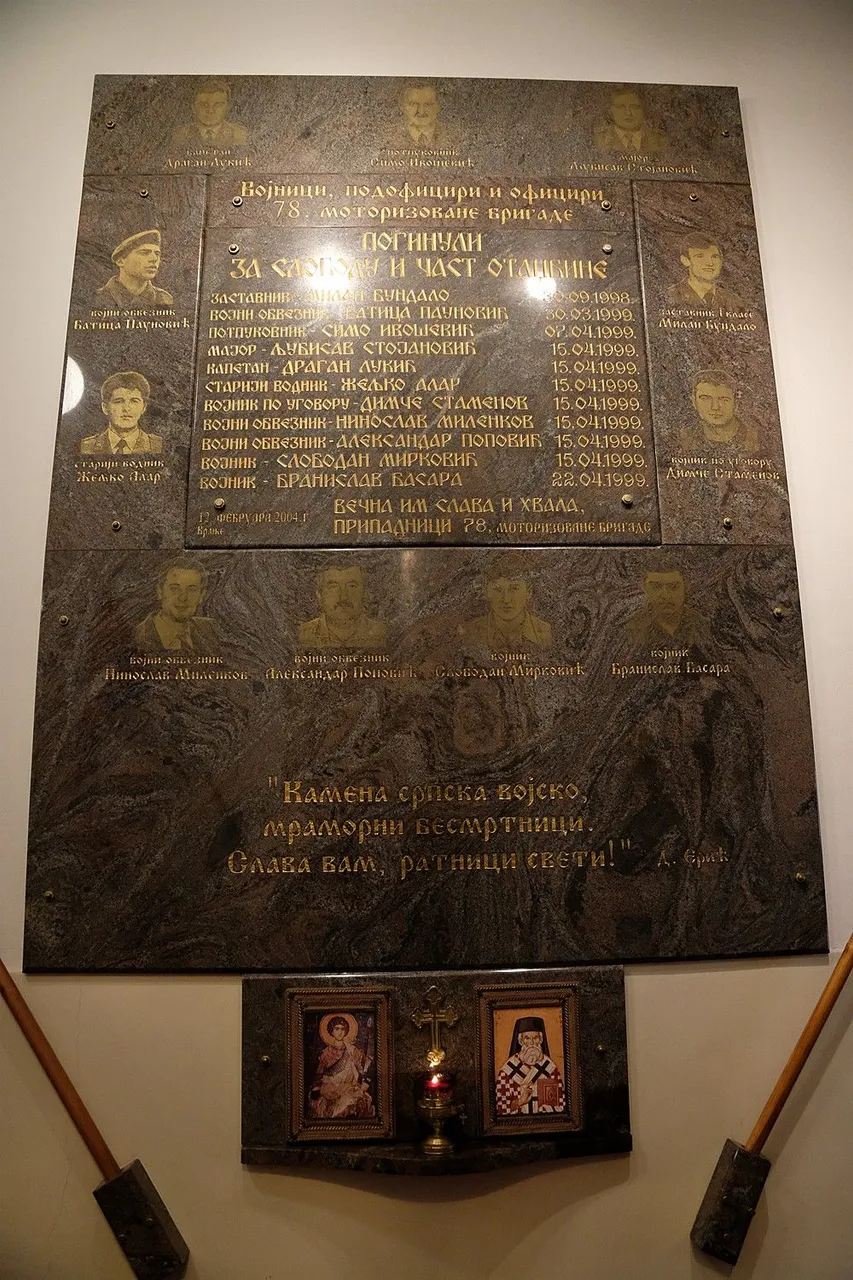 капетан
Драган Лукић
потпуковник
Симо Ивошевић
мајор
Љубисав Стојановић
Војници, подофицири и официри
78. моторизоване бригаде
ПОГИНУЛИ
ЗА СЛОБОДУ И ЧАСТ ОТАЏБИНЕ
војни обвезник
Батица Пауновић
заставник I класе
Милан Бундало
старији водник
Жељко Алар
војник по уговору
Димче Стаменов
заставник - МИЛАН БУНДАЛО 30.09.1998.
војни обвезник - БАТИЦА ПАУНОВИЋ 30.03.1999.
потпуковник - СИМО ИВОШЕВИЋ 07.04.1999.
мајор - ЉУБИСАВ СТОЈАНОВИЋ 15.04.1999.
капетан - ДРАГАН ЛУКИЋ 15.04.1999.
старији водник - ЖЕЉКО АЛАР 15.04.1999.
војник по уговору - ДИМЧЕ СТАМЕНОВ 15.04.1999.
војни обвезник - НИНОСЛАВ МИЛЕНКОВ 15.04.1999.
војни обвезник - АЛЕКСАНДАР ПОПОВИЋ 15.04.1999.
војник - СЛОБОДАН МИРКОВИЋ 15.04.1999.
војник - БРАНИСЛАВ БАСАРА 22.04.1999.
ВЕЧНА ИМ СЛАВА И ХВАЛА,
ПРИПАДНИЦИ 78. моторизоване бригаде
12. фебруара 2004.г.
Врање
војни обвезник
Нинослав Миленков
војни обвезник
Александар Поповић
војник
Слободан Мирковић
војник
Бранислав Басара
"Камена српска војско,
мраморни бесмртници.
Слава вам, ратници свети!" Д. Ерић